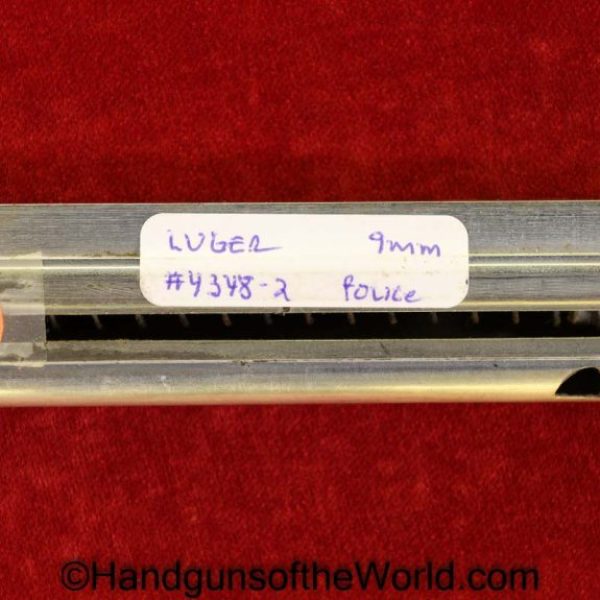 LUGER 9mm
#4348-2 POLICE
©HandgunsoftheWorld.com